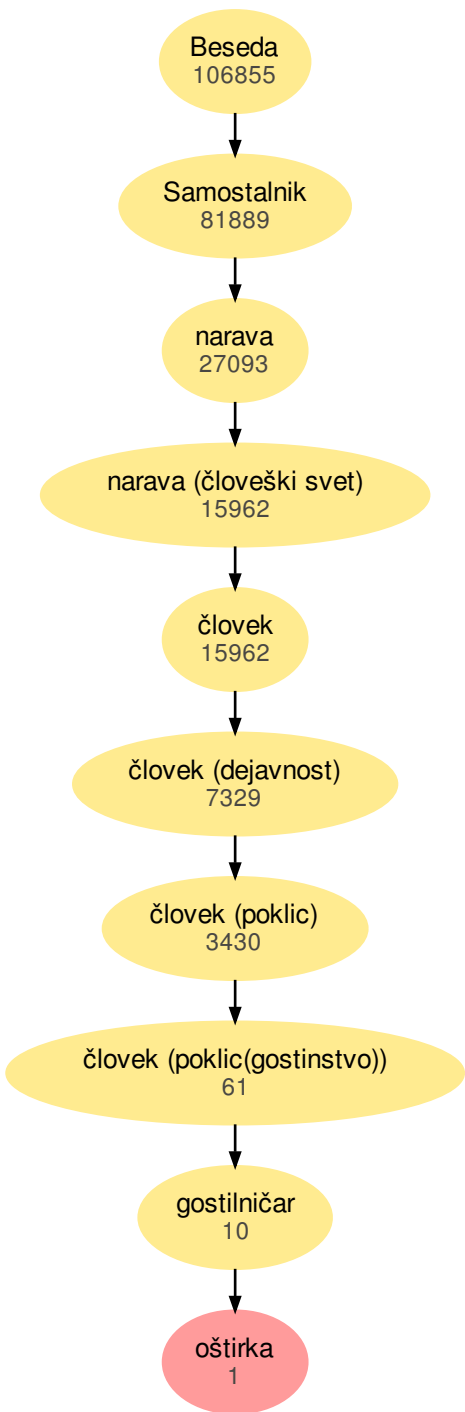 Beseda
106855
Samostalnik
81889
narava
27093
narava (človeški svet)
15962
človek
15962
človek (dejavnost)
7329
človek (poklic)
3430
človek (poklic(gostinstvo))
61
gostilničar
10
oštirka
1